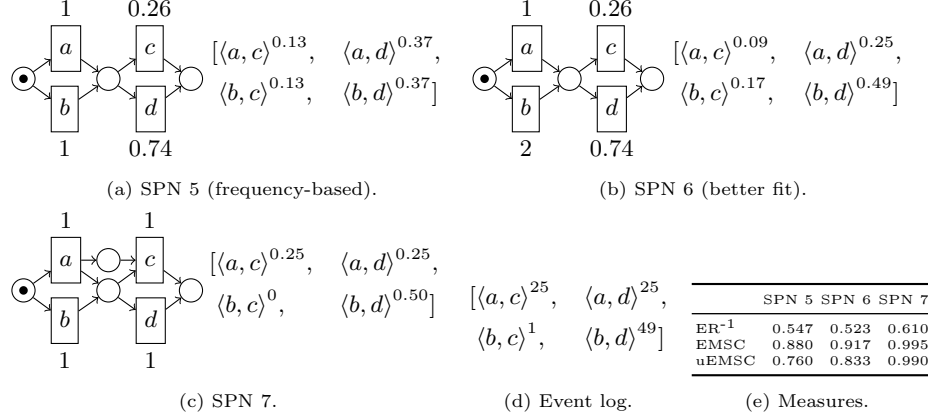 1 0.26
a c
b d
1 0.74
[⟨a, c⟩^0.13, ⟨a, d⟩^0.37,
⟨b, c⟩^0.13, ⟨b, d⟩^0.37]
(a) SPN 5 (frequency-based).
1 0.26
a c
b d
2 0.74
[⟨a, c⟩^0.09, ⟨a, d⟩^0.25,
⟨b, c⟩^0.17, ⟨b, d⟩^0.49]
(b) SPN 6 (better fit).
1 1
a c
b d
1 1
[⟨a, c⟩^0.25, ⟨a, d⟩^0.25,
⟨b, c⟩^0, ⟨b, d⟩^0.50]
(c) SPN 7.
[⟨a, c⟩^25, ⟨a, d⟩^25,
⟨b, c⟩^1, ⟨b, d⟩^49]
(d) Event log.
SPN 5 SPN 6 SPN 7
ER^-1 0.547 0.523 0.610
EMSC 0.880 0.917 0.995
uEMSC 0.760 0.833 0.990
(e) Measures.